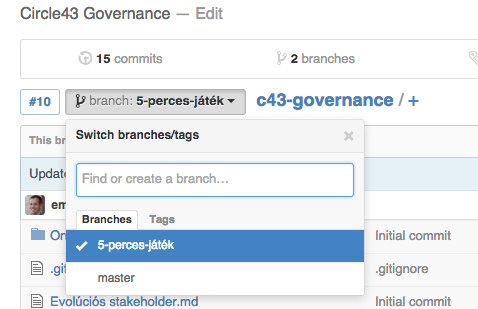 Circle43 Governance — Edit
15 commits
2 branches
#10
branch: 5-perces-játék
c43-governance / +
This br
Switch branches/tags
Update
Find or create a branch...
em
Branches
Tags
5-perces-játék
On
Initial commit
.gi
master
.gitignore
Evolúciós stakeholder.md
Initial commit